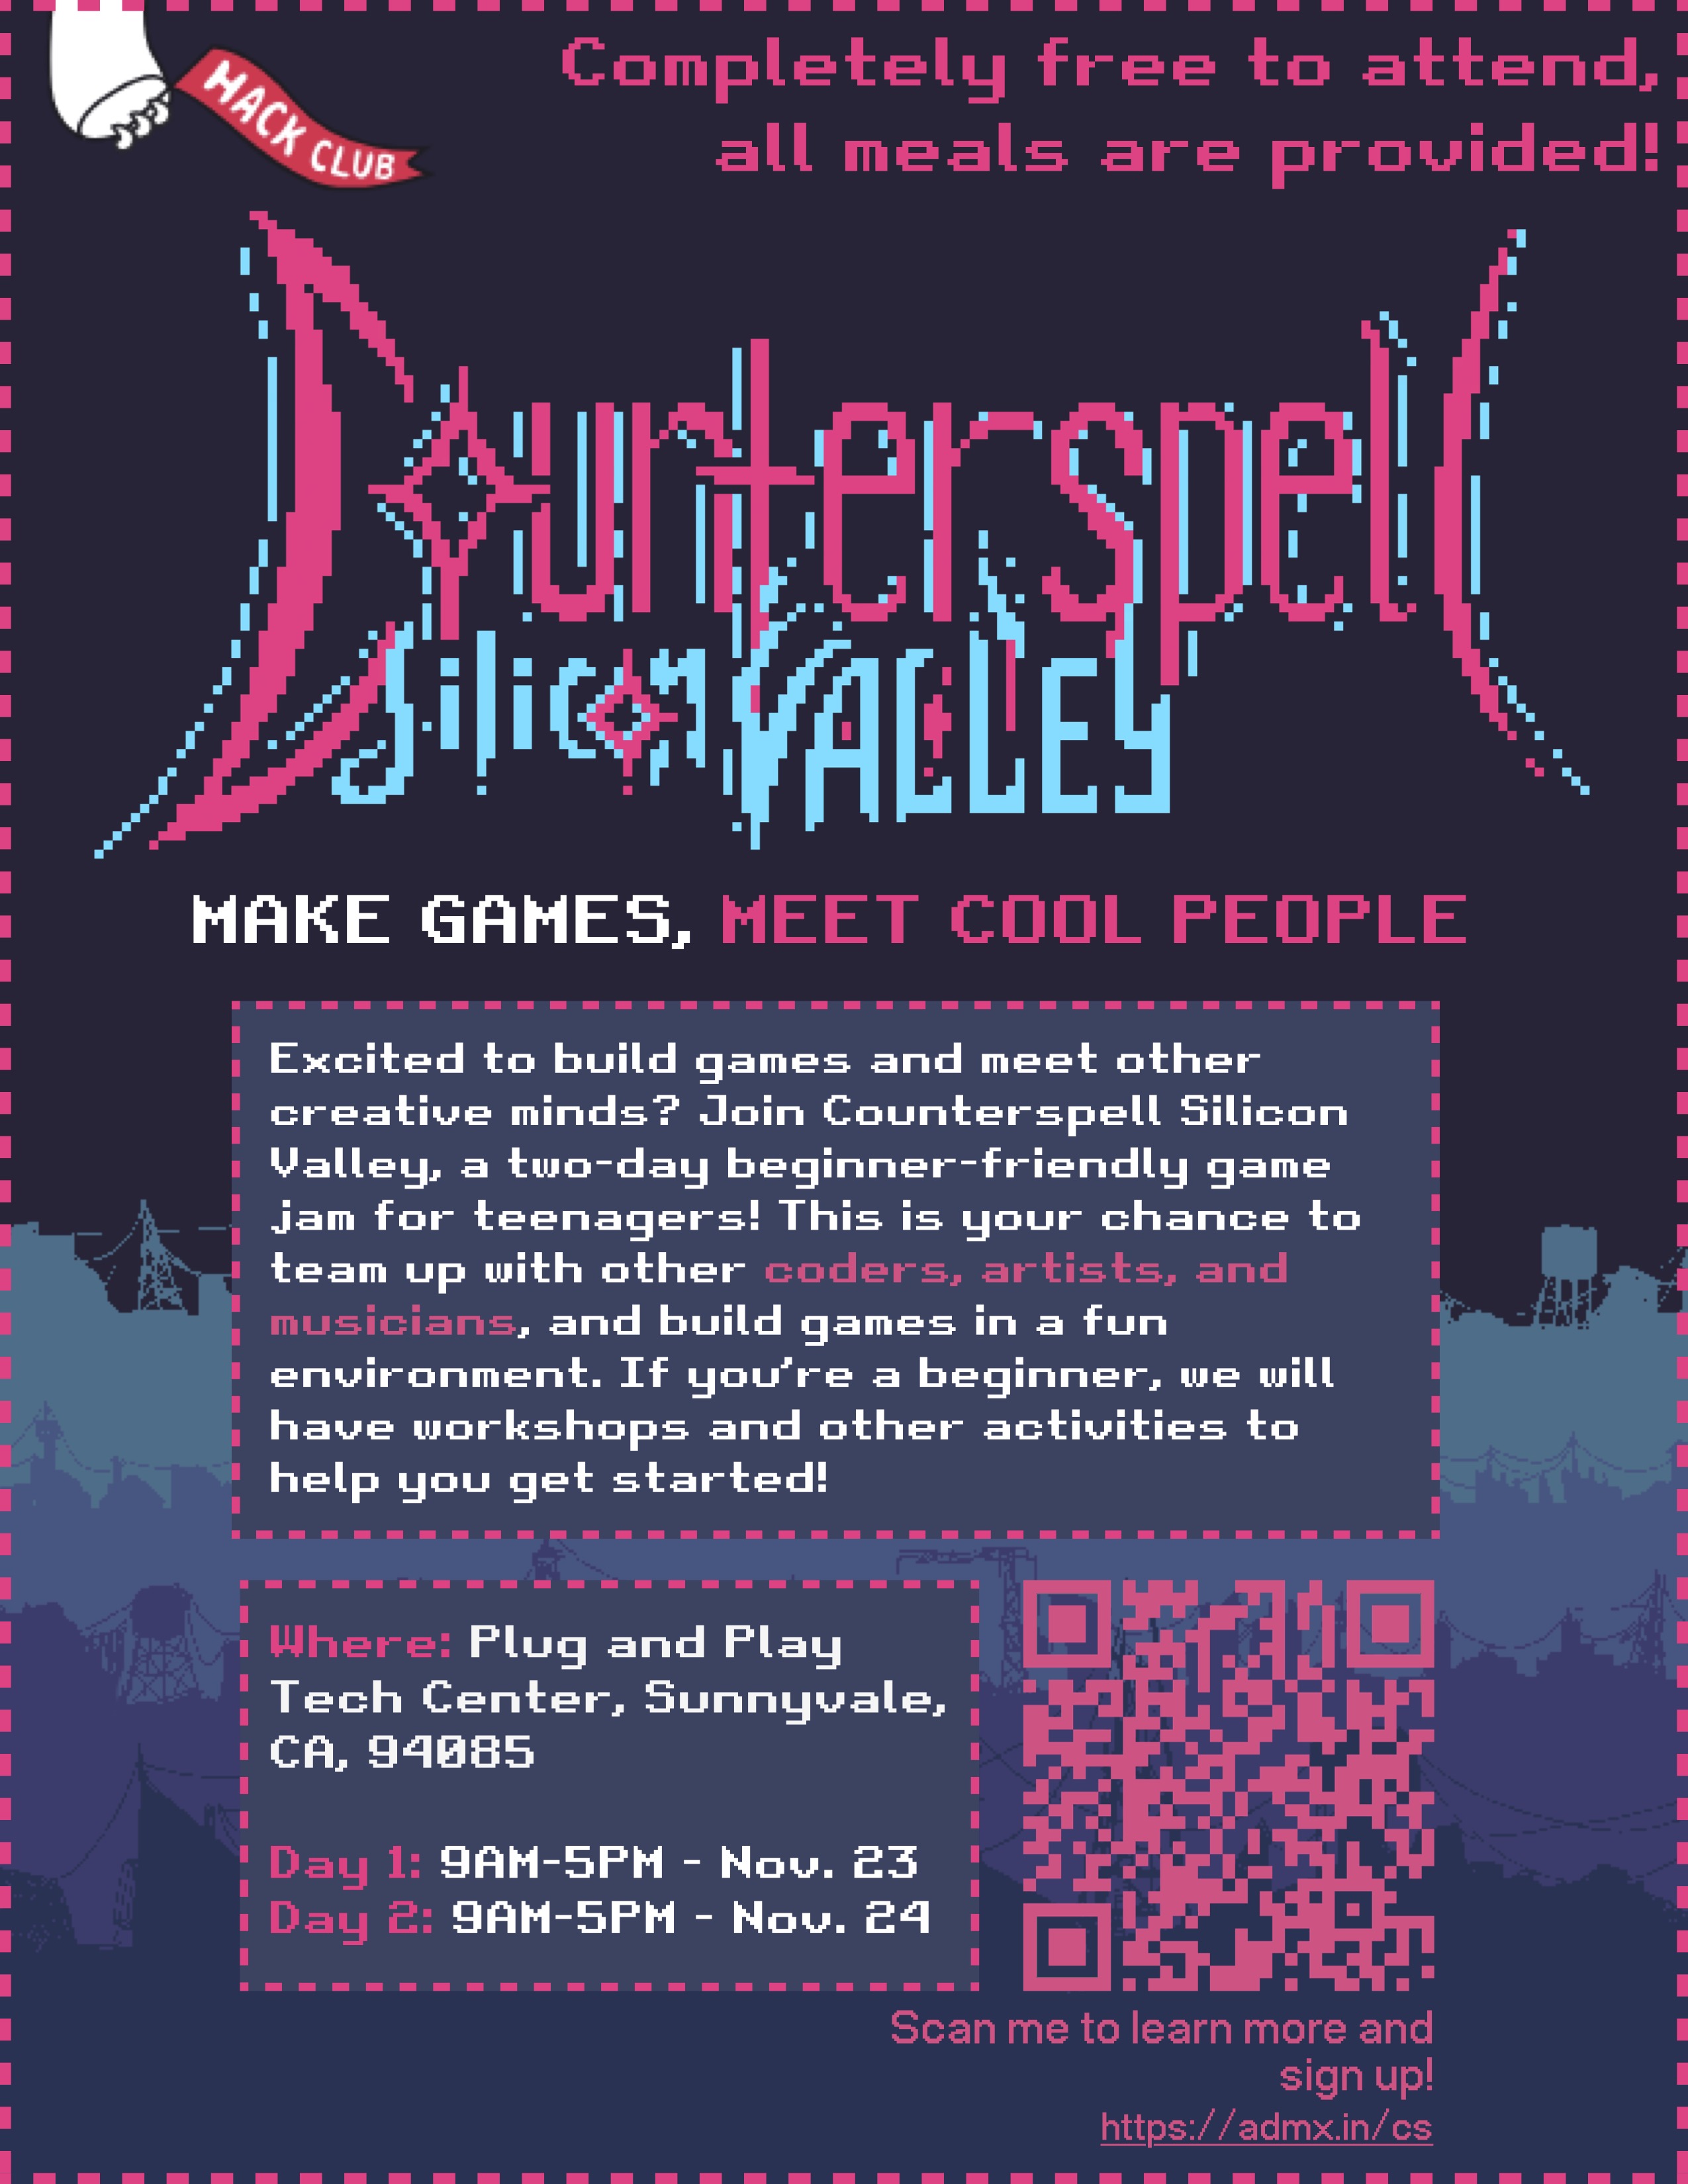 HACK CLUB
Completely free to attend,
all meals are provided!
Counterspell
Silicon VALLEY
MAKE GAMES, MEET COOL PEOPLE
Excited to build games and meet other
creative minds? Join Counterspell Silicon
Valley, a two-day beginner-friendly game
jam for teenagers! This is your chance to
team up with other coders, artists, and
musicians, and build games in a fun
environment. If you're a beginner, we will
have workshops and other activities to
help you get started!
Where: Plug and Play
Tech Center, Sunnyvale,
CA, 94085
Day 1: 9AM-5PM - Nov. 23
Day 2: 9AM-5PM - Nov. 24
Scan me to learn more and
sign up!
https://admx.in/cs